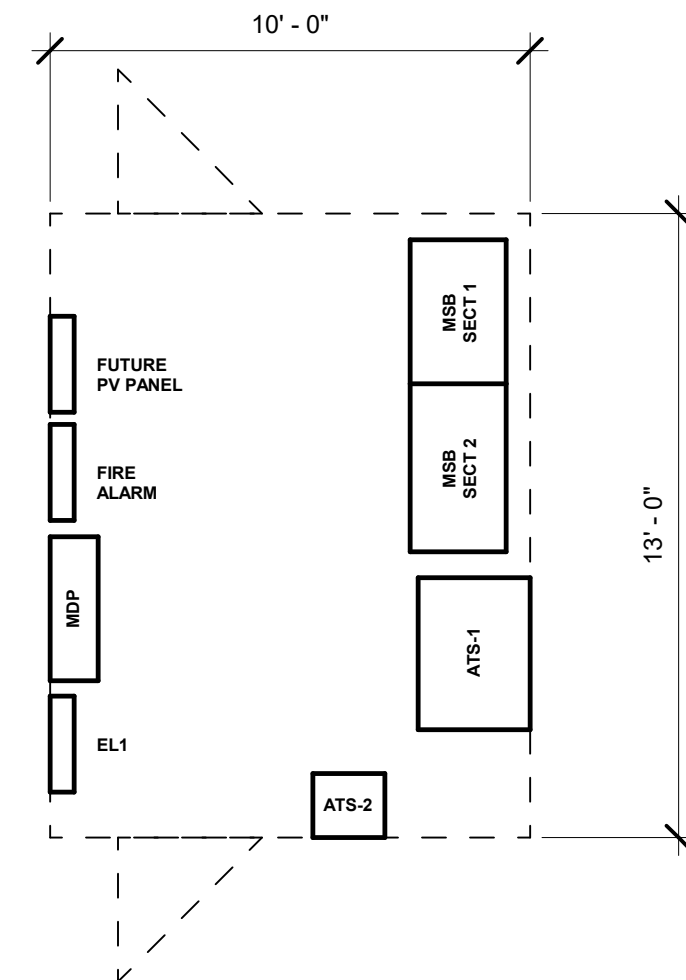 10' - 0"
MSB
SECT 1
FUTURE
PV PANEL
MSB
SECT 2
FIRE
ALARM
13' - 0"
MDP
ATS-1
EL1
ATS-2